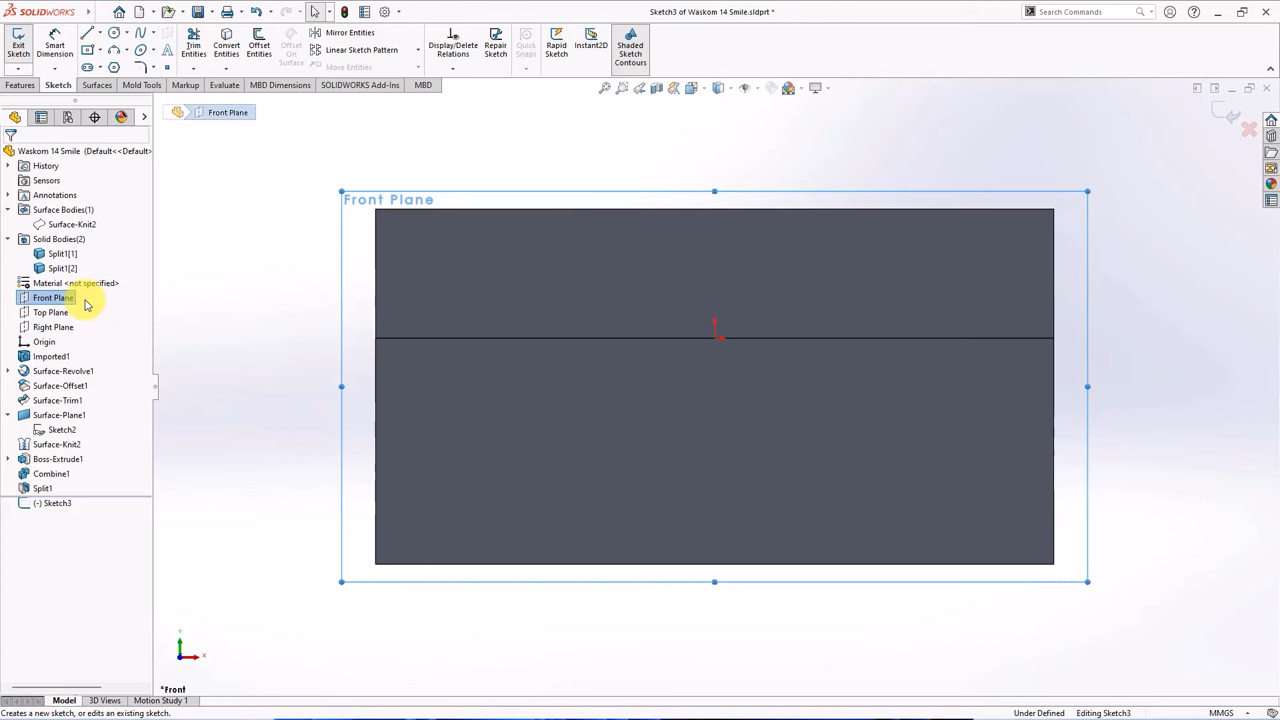 SOLIDWORKS
Sketch3 of Waskom 14 Smile.sldprt *
Search Commands
Exit Sketch
Smart Dimension
Trim Entities
Convert Entities
Offset Entities
Offset On Surface
Mirror Entities
Linear Sketch Pattern
Move Entities
Display/Delete Relations
Repair Sketch
Quick Snaps
Rapid Sketch
Instant2D
Shaded Sketch Contours
Features
Sketch
Surfaces
Mold Tools
Markup
Evaluate
MBD Dimensions
SOLIDWORKS Add-Ins
MBD
Front Plane
Waskom 14 Smile (Default<<Default>
History
Sensors
Annotations
Surface Bodies(1)
Surface-Knit2
Solid Bodies(2)
Split1[1]
Split1[2]
Material <not specified>
Front Plane
Top Plane
Right Plane
Origin
Imported1
Surface-Revolve1
Surface-Offset1
Surface-Trim1
Surface-Plane1
Sketch2
Surface-Knit2
Boss-Extrude1
Combine1
Split1
(-) Sketch3
Front Plane
Y
X
*Front
Model
3D Views
Motion Study 1
Creates a new sketch, or edits an existing sketch.
Under Defined
Editing Sketch3
MMGS